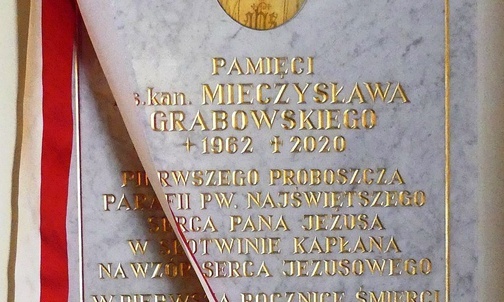 PAMIĘCI
s.kan. MIECZYSŁAWA
GRABOWSKIEGO
+1962 ✝2020
PIERWSZEGO PROBOSZCZA
PARAFII PW. NAJŚWIĘTSZEGO
SERCA PANA JEZUSA
W SŁOTWINIE KAPŁANA
NA WZÓR SERCA JEZUSOWEGO
W PIERWSZĄ ROCZNICĘ ŚMIERCI